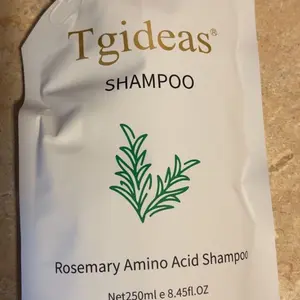 Tgideas®
SHAMPOO
Rosemary Amino Acid Shampoo
Net250ml e 8.45fl.OZ